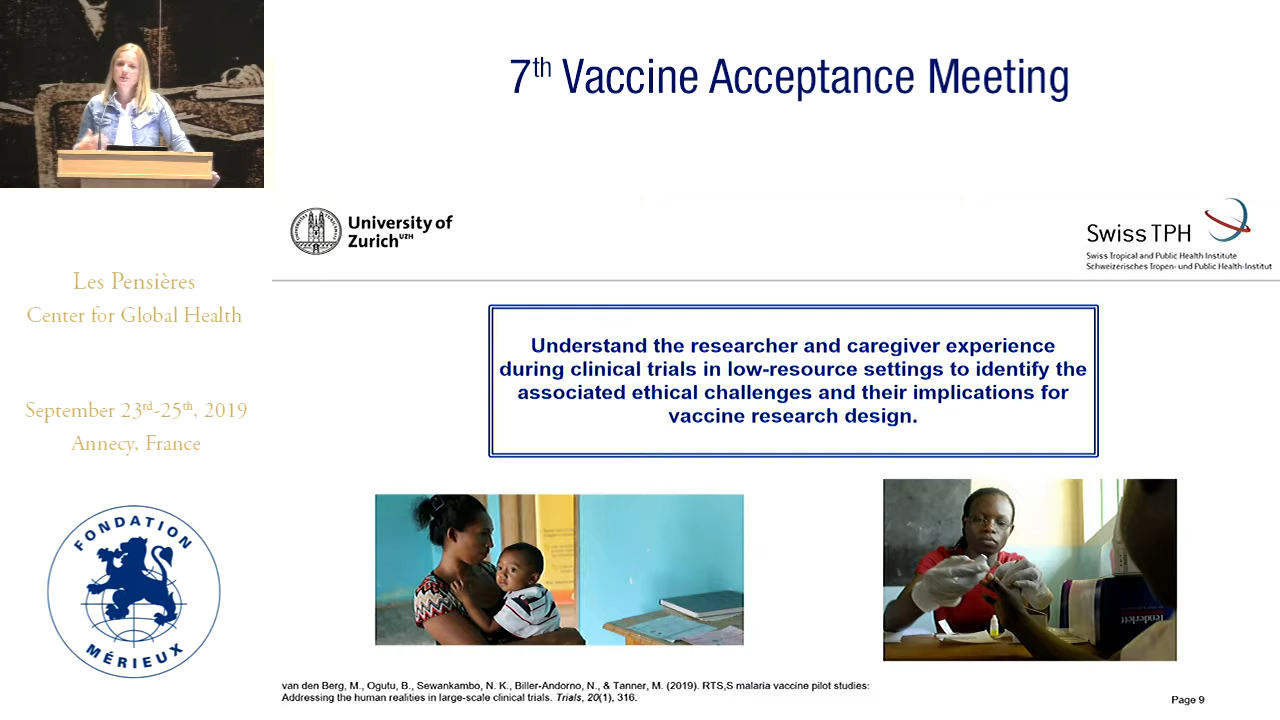 7th Vaccine Acceptance Meeting
University of
Zurich UZH
Swiss TPH
Swiss Tropical and Public Health Institute
Schweizerisches Tropen- und Public Health-Institut
Les Pensières
Center for Global Health
September 23rd-25th, 2019
Annecy, France
FONDATION
MÉRIEUX
Understand the researcher and caregiver experience
during clinical trials in low-resource settings to identify the
associated ethical challenges and their implications for
vaccine research design.
Tenderlett
van den Berg, M., Ogutu, B., Sewankambo, N. K., Biller-Andorno, N., & Tanner, M. (2019). RTS,S malaria vaccine pilot studies:
Addressing the human realities in large-scale clinical trials. Trials, 20(1), 316.
Page 9